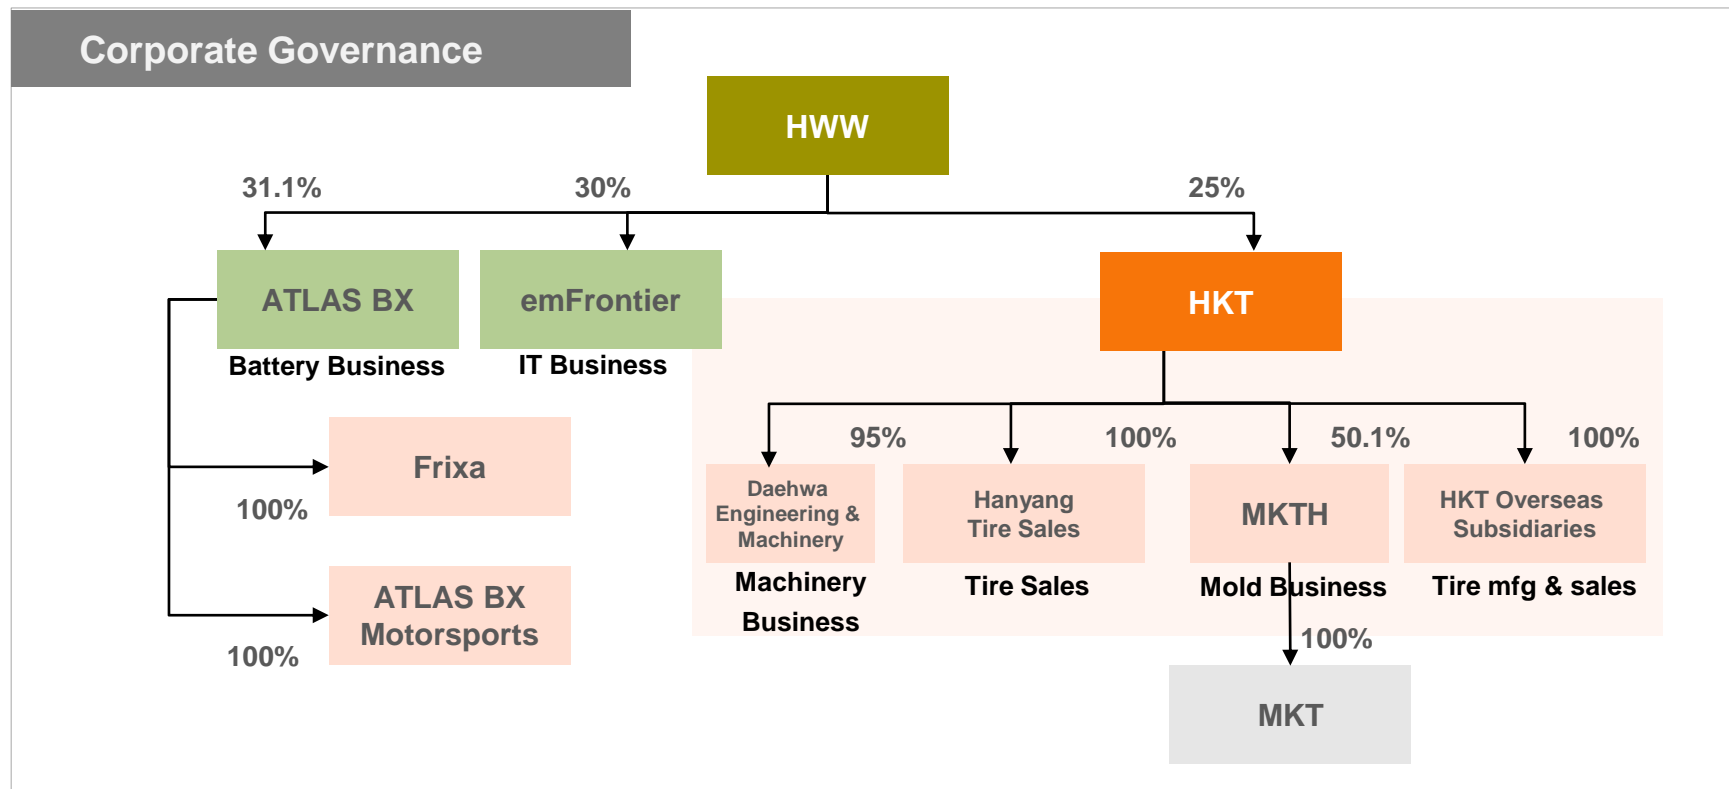 Corporate Governance
HWW
31.1%
30%
25%
ATLAS BX
emFrontier
HKT
Battery Business
IT Business
95%
100%
50.1%
100%
Frixa
100%
Daehwa
Engineering &
Machinery
Hanyang
Tire Sales
MKTH
HKT Overseas
Subsidiaries
Machinery
Business
Tire Sales
Mold Business
Tire mfg & sales
ATLAS BX
Motorsports
100%
100%
MKT